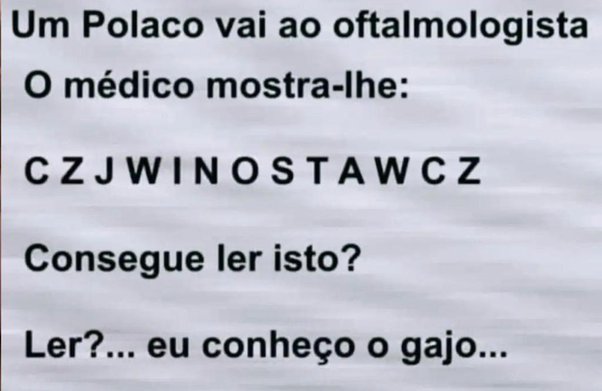 Um Polaco vai ao oftalmologista
O médico mostra-lhe:
C Z J W I N O S T A W C Z
Consegue ler isto?
Ler?... eu conheço o gajo...